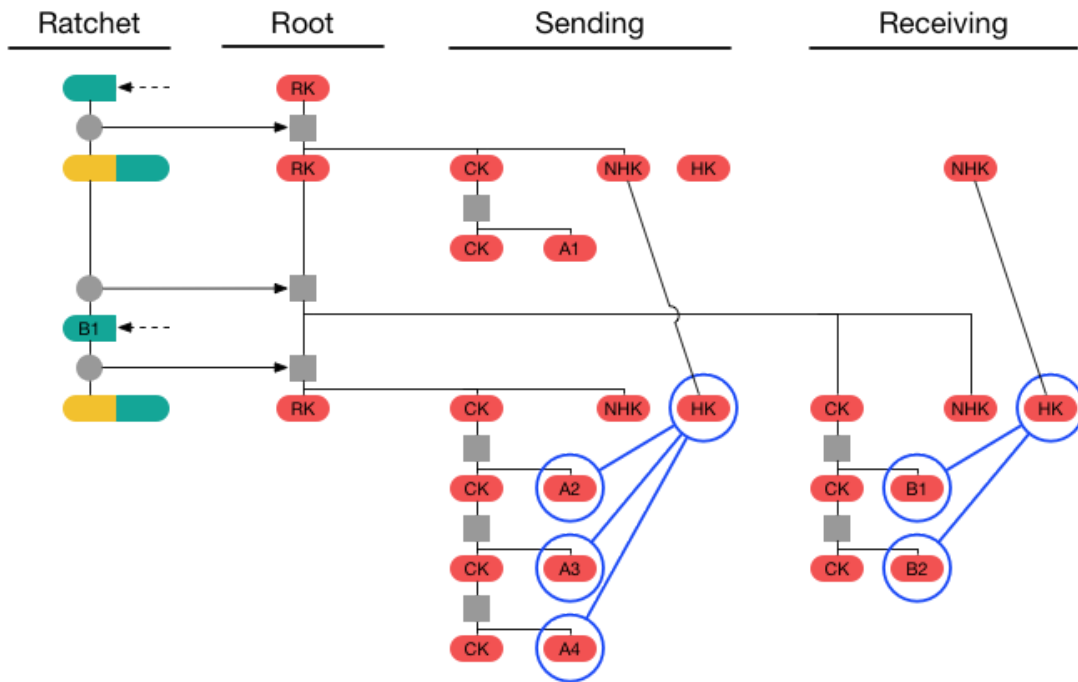 Ratchet Root Sending Receiving
RK
RK CK NHK HK NHK
CK A1
B1
RK CK NHK HK CK NHK HK
CK A2 CK B1
CK A3 CK B2
CK A4